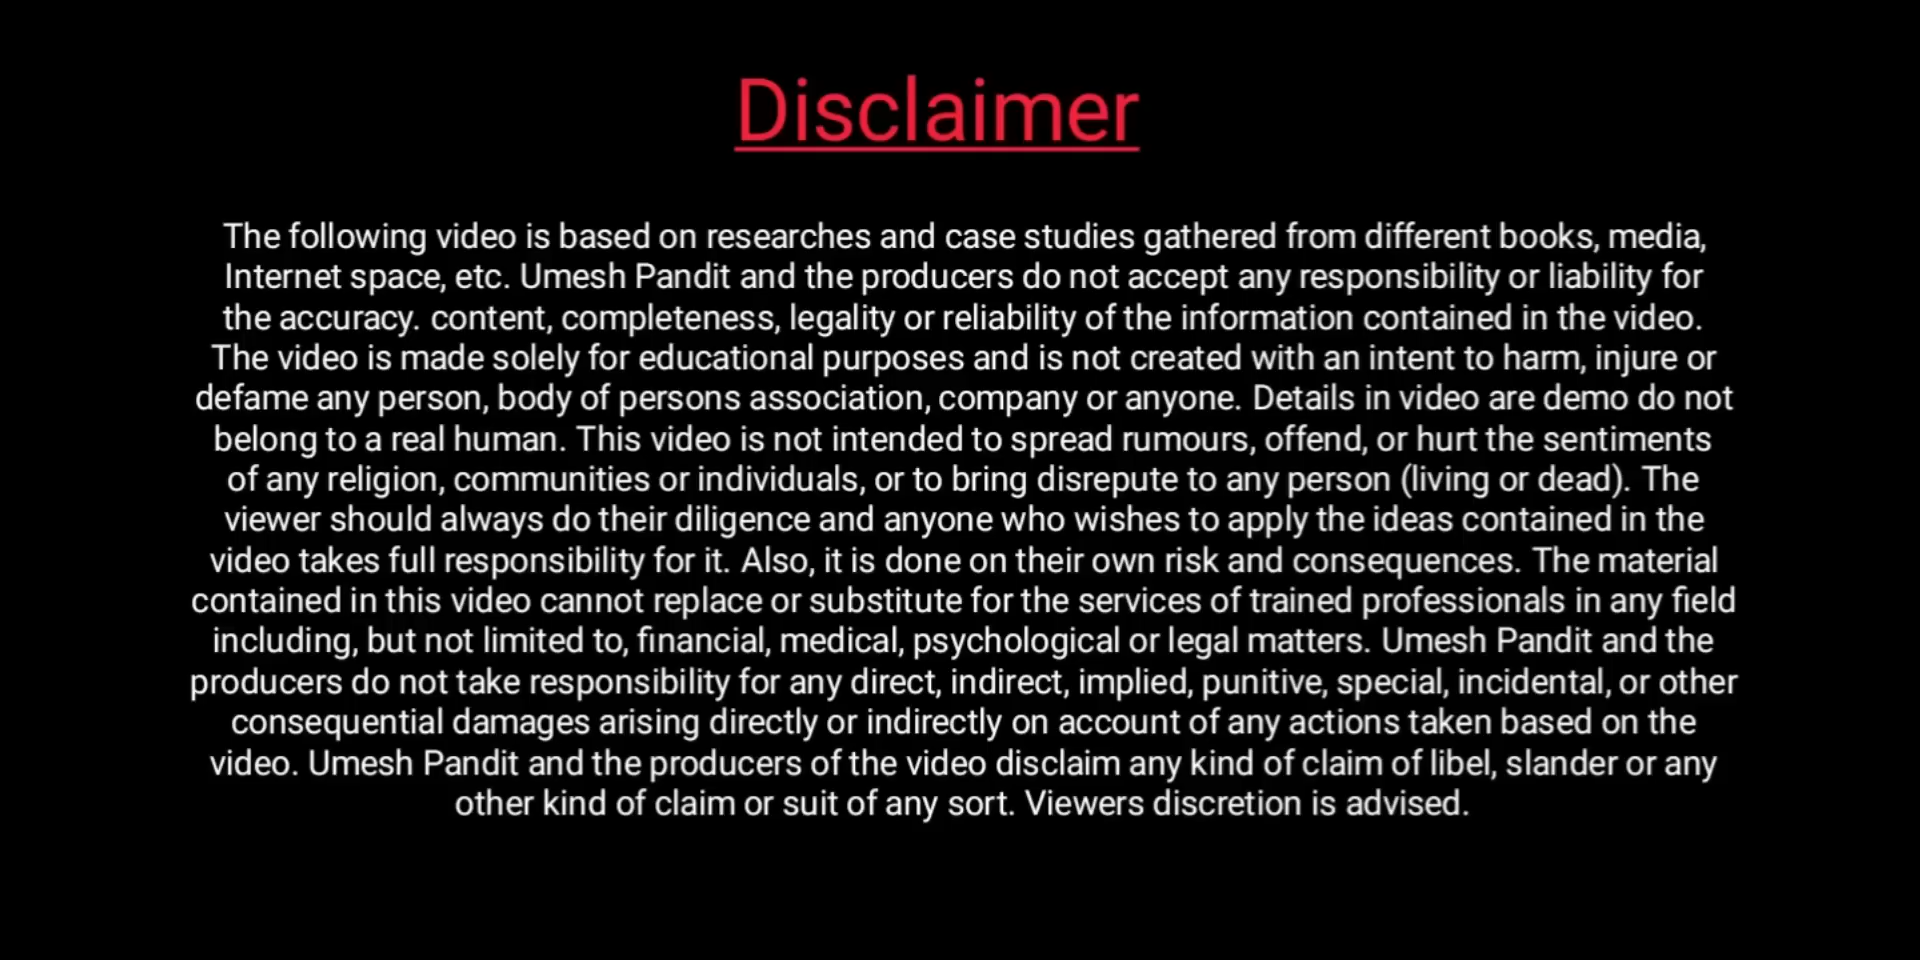 Disclaimer
The following video is based on researches and case studies gathered from different books, media,
Internet space, etc. Umesh Pandit and the producers do not accept any responsibility or liability for
the accuracy. content, completeness, legality or reliability of the information contained in the video.
The video is made solely for educational purposes and is not created with an intent to harm, injure or
defame any person, body of persons association, company or anyone. Details in video are demo do not
belong to a real human. This video is not intended to spread rumours, offend, or hurt the sentiments
of any religion, communities or individuals, or to bring disrepute to any person (living or dead). The
viewer should always do their diligence and anyone who wishes to apply the ideas contained in the
video takes full responsibility for it. Also, it is done on their own risk and consequences. The material
contained in this video cannot replace or substitute for the services of trained professionals in any field
including, but not limited to, financial, medical, psychological or legal matters. Umesh Pandit and the
producers do not take responsibility for any direct, indirect, implied, punitive, special, incidental, or other
consequential damages arising directly or indirectly on account of any actions taken based on the
video. Umesh Pandit and the producers of the video disclaim any kind of claim of libel, slander or any
other kind of claim or suit of any sort. Viewers discretion is advised.